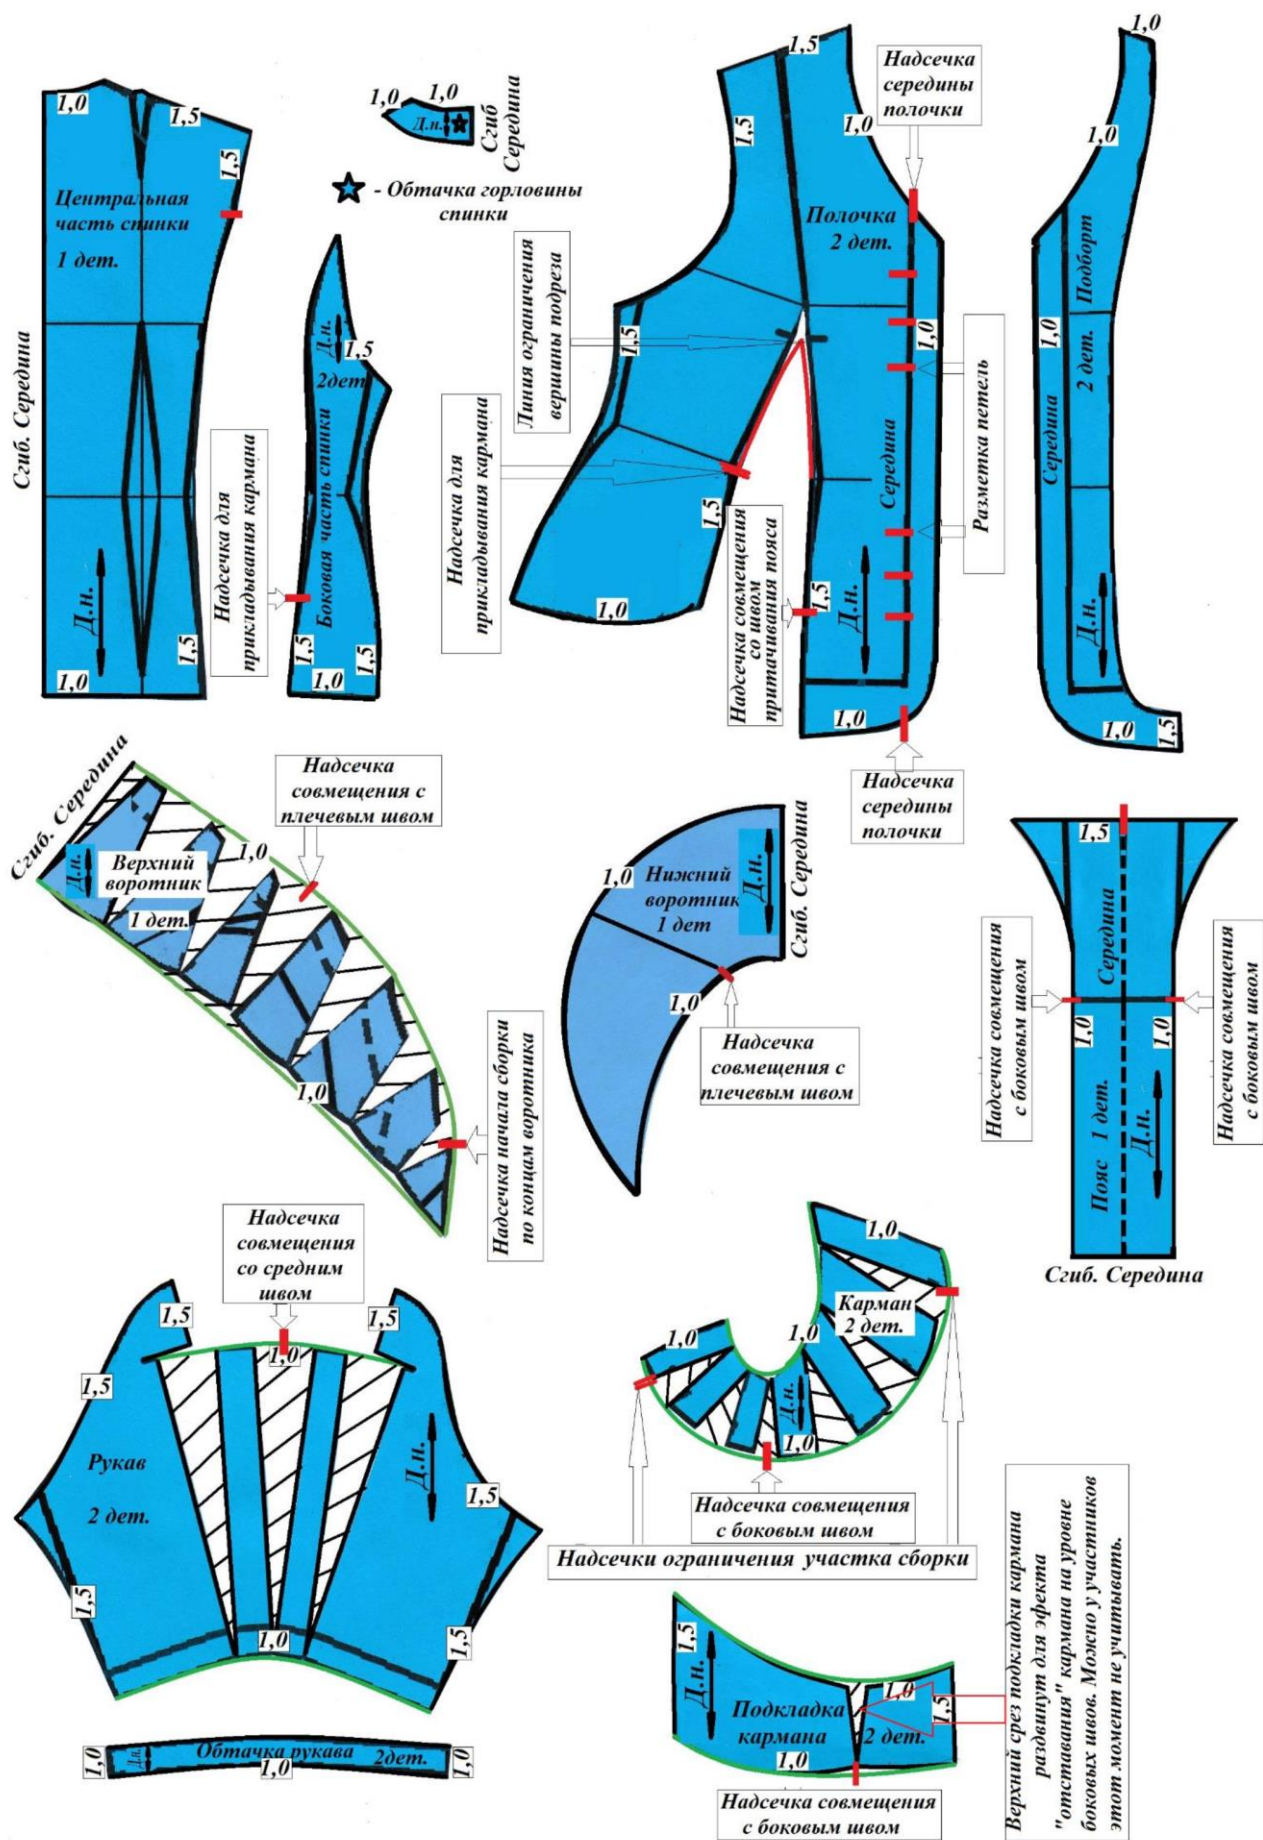 1,0
1,5
1,5
Центральная
часть спинки
1 дет.
Сгиб. Середина
Д.н.
1,0
1,5
1,0
1,0
Д.н.
Сгиб
Середина
- Обтачка горловины
спинки
Д.н.
1,5
2дет.
Боковая часть спинки
1,5
1,0
1,5
Надсечка для
прикладывания кармана
1,5
1,5
1,0
Полочка
2 дет.
Надсечка
середины
полочки
Линия ограничения
вершины подреза
1,5
1,0
Надсечка для
прикладывания кармана
1,5
1,0
Середина
Разметка петель
Надсечка совмещения
со швом
притачивания пояса
1,5
Д.н.
1,0
Надсечка
середины
полочки
1,0
1,0
Подборт
2 дет.
1,0
Середина
Д.н.
1,0
1,5
Сгиб. Середина
Надсечка
совмещения с
плечевым швом
1,0
Д.н.
Верхний
воротник
1 дет.
1,0
Надсечка начала сборки
по концам воротника
1,0
Нижний
воротник
1 дет
Д.н.
Сгиб. Середина
1,0
Надсечка
совмещения с
плечевым швом
1,5
Середина
Надсечка совмещения
с боковым швом
Надсечка совмещения
с боковым швом
1,0
1,0
Пояс 1 дет.
Д.н.
Сгиб. Середина
Надсечка
совмещения
со средним
швом
1,5
1,0
1,5
1,5
Рукав
2 дет.
Д.н.
1,5
1,5
1,0
1,5
1,0
Д.н.
Обтачка рукава
2дет.
1,0
1,0
1,0
Карман
2 дет.
1,0
1,0
Д.н.
1,0
Надсечка совмещения
с боковым швом
Надсечки ограничения участка сборки
1,5
Д.н.
Подкладка
кармана
1,0
1,0
2 дет.
1,5
Надсечка совмещения
с боковым швом
Верхний срез подкладки кармана
раздвинут для эфекта
"отставания" кармана на уровне
боковых швов. Можно у участников
этот момент не учитывать.